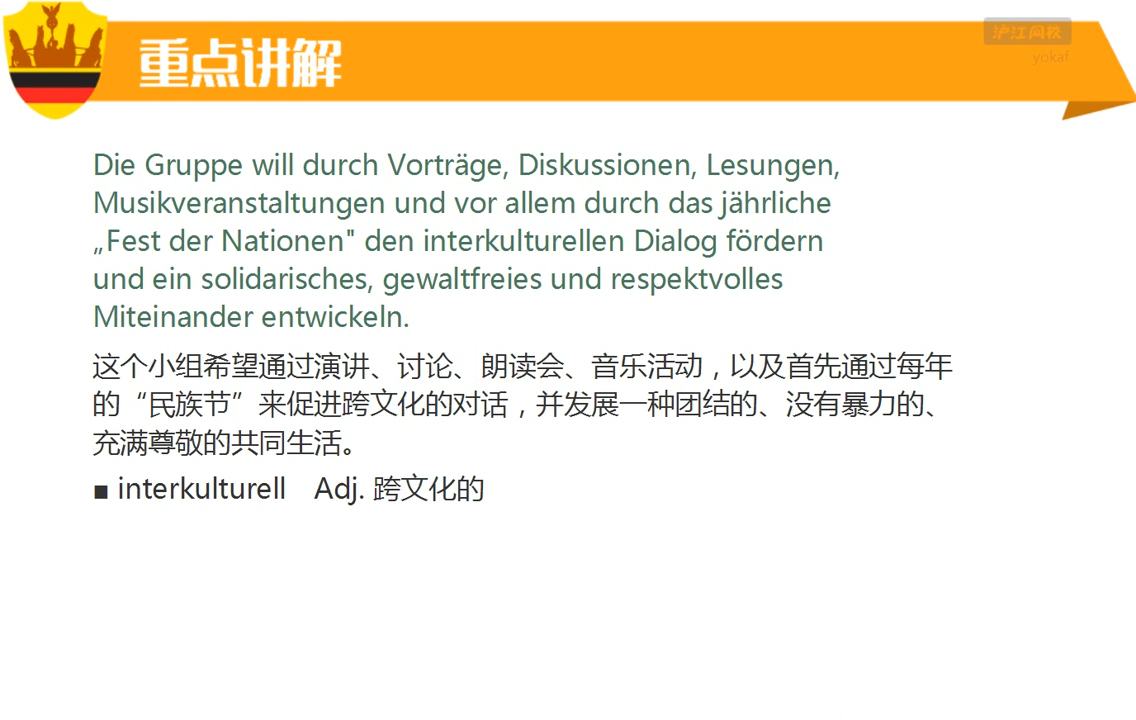 重点讲解
沪江网校
yokaf
Die Gruppe will durch Vorträge, Diskussionen, Lesungen,
Musikveranstaltungen und vor allem durch das jährliche
„Fest der Nationen" den interkulturellen Dialog fördern
und ein solidarisches, gewaltfreies und respektvolles
Miteinander entwickeln.
这个小组希望通过演讲、讨论、朗读会、音乐活动，以及首先通过每年
的“民族节”来促进跨文化的对话，并发展一种团结的、没有暴力的、
充满尊敬的共同生活。
■ interkulturell Adj. 跨文化的